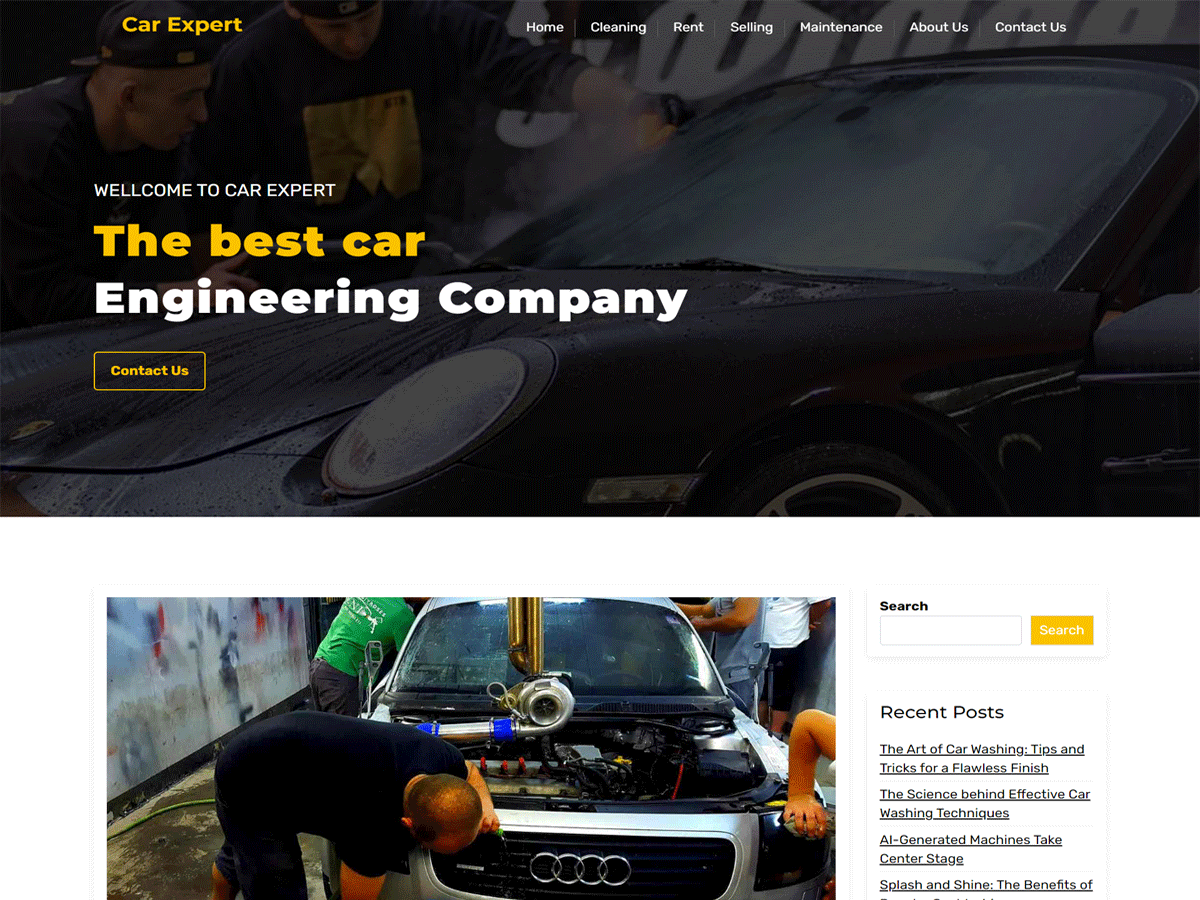 Car Expert
Home
Cleaning
Rent
Selling
Maintenance
About Us
Contact Us
WELLCOME TO CAR EXPERT
The best car
Engineering Company
Contact Us
Search
Search
Recent Posts
The Art of Car Washing: Tips and
Tricks for a Flawless Finish
The Science behind Effective Car
Washing Techniques
AI-Generated Machines Take
Center Stage
Splash and Shine: The Benefits of